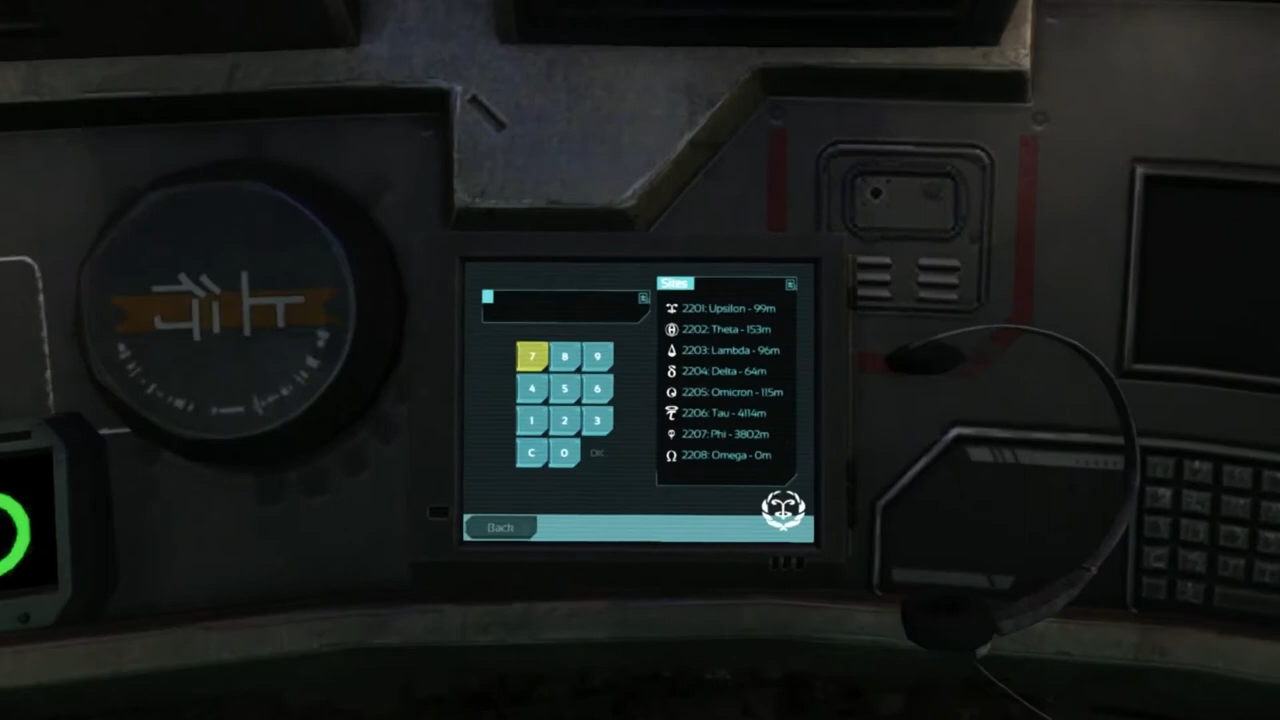 Sites
2201: Upsilon - 99m
2202: Theta - 153m
2203: Lambda - 96m
2204: Delta - 64m
2205: Omicron - 115m
2206: Tau - 4114m
2207: Phi - 3802m
2208: Omega - 0m
7 8 9
4 5 6
1 2 3
C 0 OK
Back